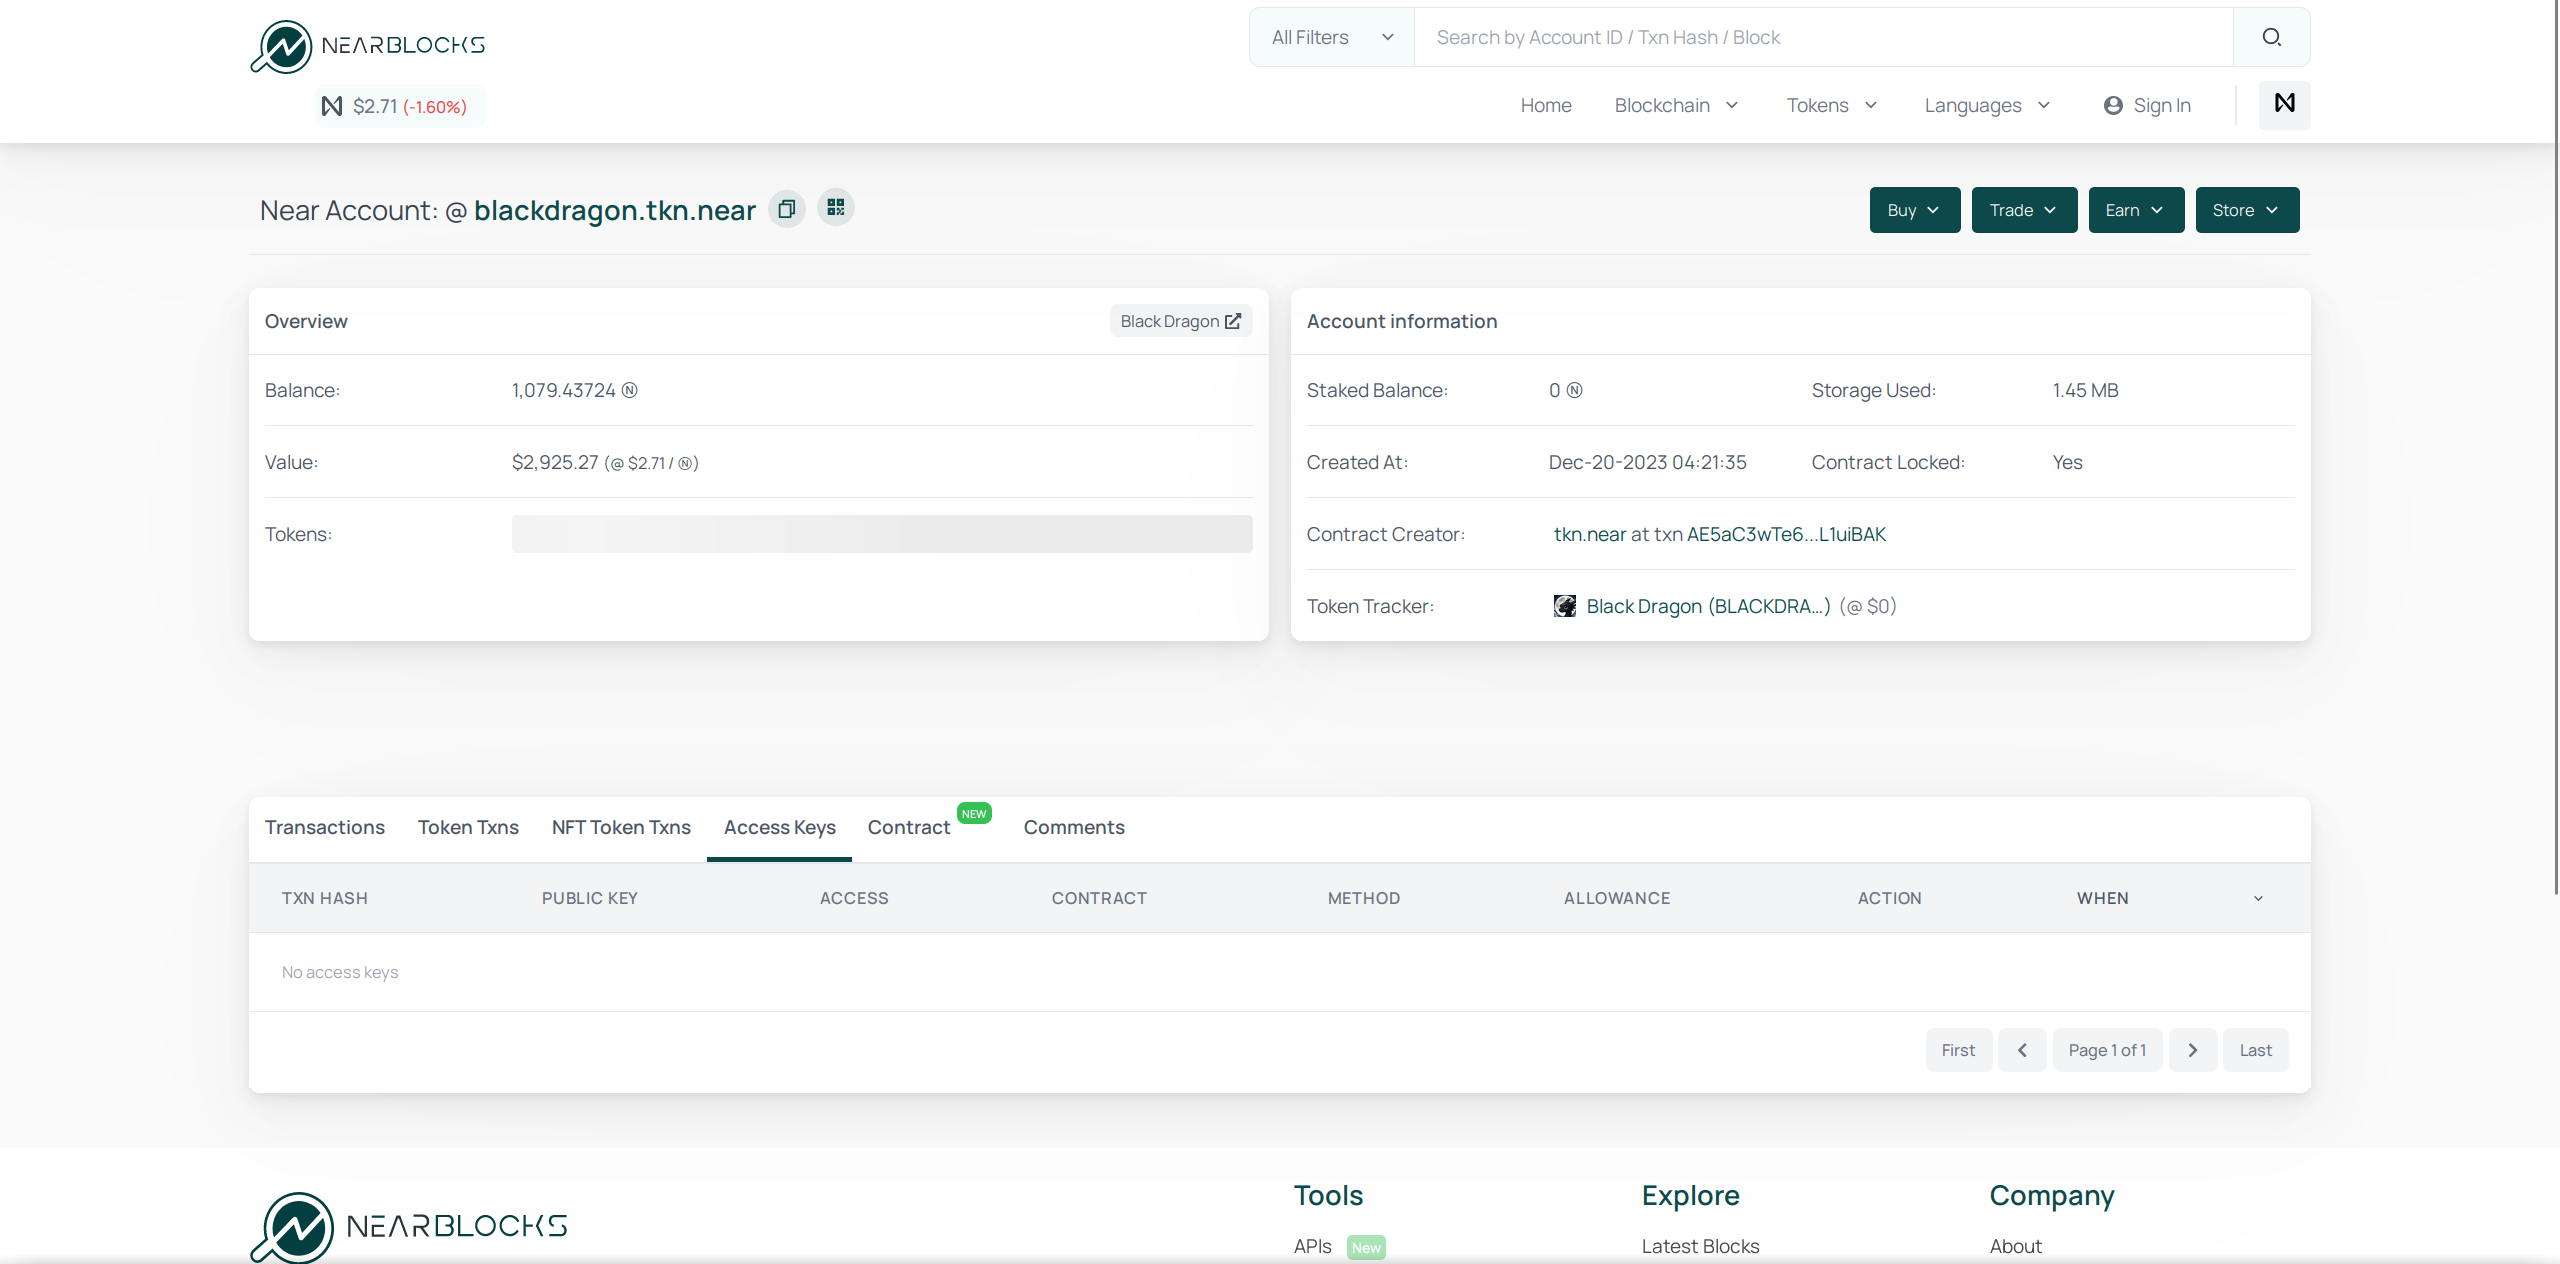 NEARBLOCKS
All Filters
Search by Account ID / Txn Hash / Block
$2.71 (-1.60%)
Home
Blockchain
Tokens
Languages
Sign In
Near Account: @ blackdragon.tkn.near
Buy
Trade
Earn
Store
Overview
Black Dragon
Balance: 1,079.43724 Ⓝ
Value: $2,925.27 (@ $2.71 / Ⓝ)
Tokens:
Account information
Staked Balance: 0 Ⓝ
Storage Used: 1.45 MB
Created At: Dec-20-2023 04:21:35
Contract Locked: Yes
Contract Creator: tkn.near at txn AE5aC3wTe6...L1uiBAK
Token Tracker: Black Dragon (BLACKDRA...) (@ $0)
Transactions
Token Txns
NFT Token Txns
Access Keys
Contract
NEW
Comments
TXN HASH
PUBLIC KEY
ACCESS
CONTRACT
METHOD
ALLOWANCE
ACTION
WHEN
No access keys
First
Page 1 of 1
Last
NEARBLOCKS
Tools
APIs New
Explore
Latest Blocks
Company
About